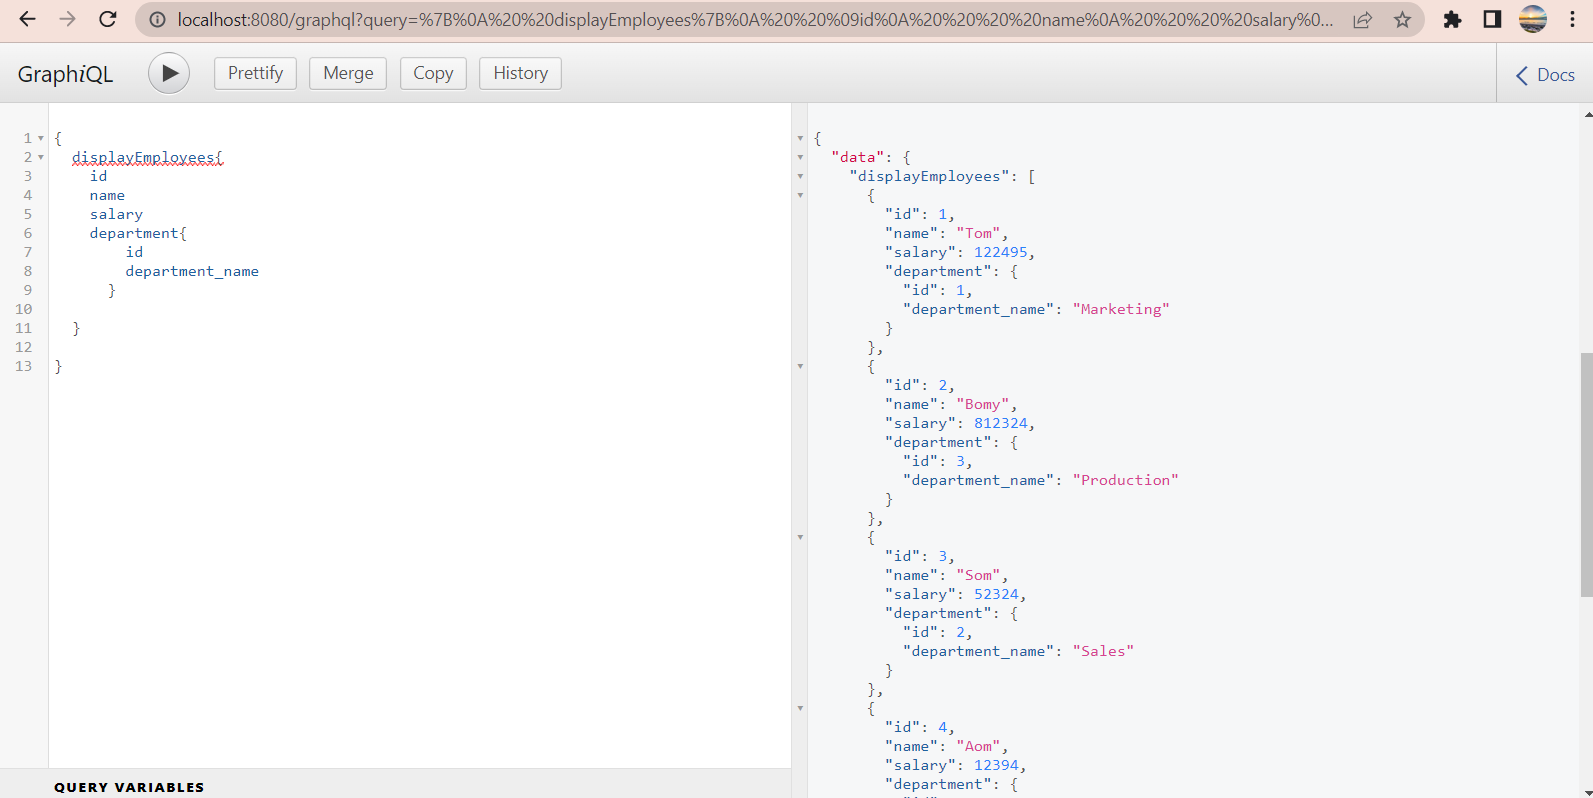 localhost:8080/graphql?query=%7B%0A%20%20displayEmployees%7B%0A%20%20%09id%0A%20%20%20%20name%0A%20%20%20%20salary%0...
GraphiQL
Prettify
Merge
Copy
History
Docs
1 {
2 displayEmployees{
3 id
4 name
5 salary
6 department{
7 id
8 department_name
9 }
10
11 }
12
13 }
QUERY VARIABLES
{
"data": {
"displayEmployees": [
{
"id": 1,
"name": "Tom",
"salary": 122495,
"department": {
"id": 1,
"department_name": "Marketing"
}
},
{
"id": 2,
"name": "Bomy",
"salary": 812324,
"department": {
"id": 3,
"department_name": "Production"
}
},
{
"id": 3,
"name": "Som",
"salary": 52324,
"department": {
"id": 2,
"department_name": "Sales"
}
},
{
"id": 4,
"name": "Aom",
"salary": 12394,
"department": {